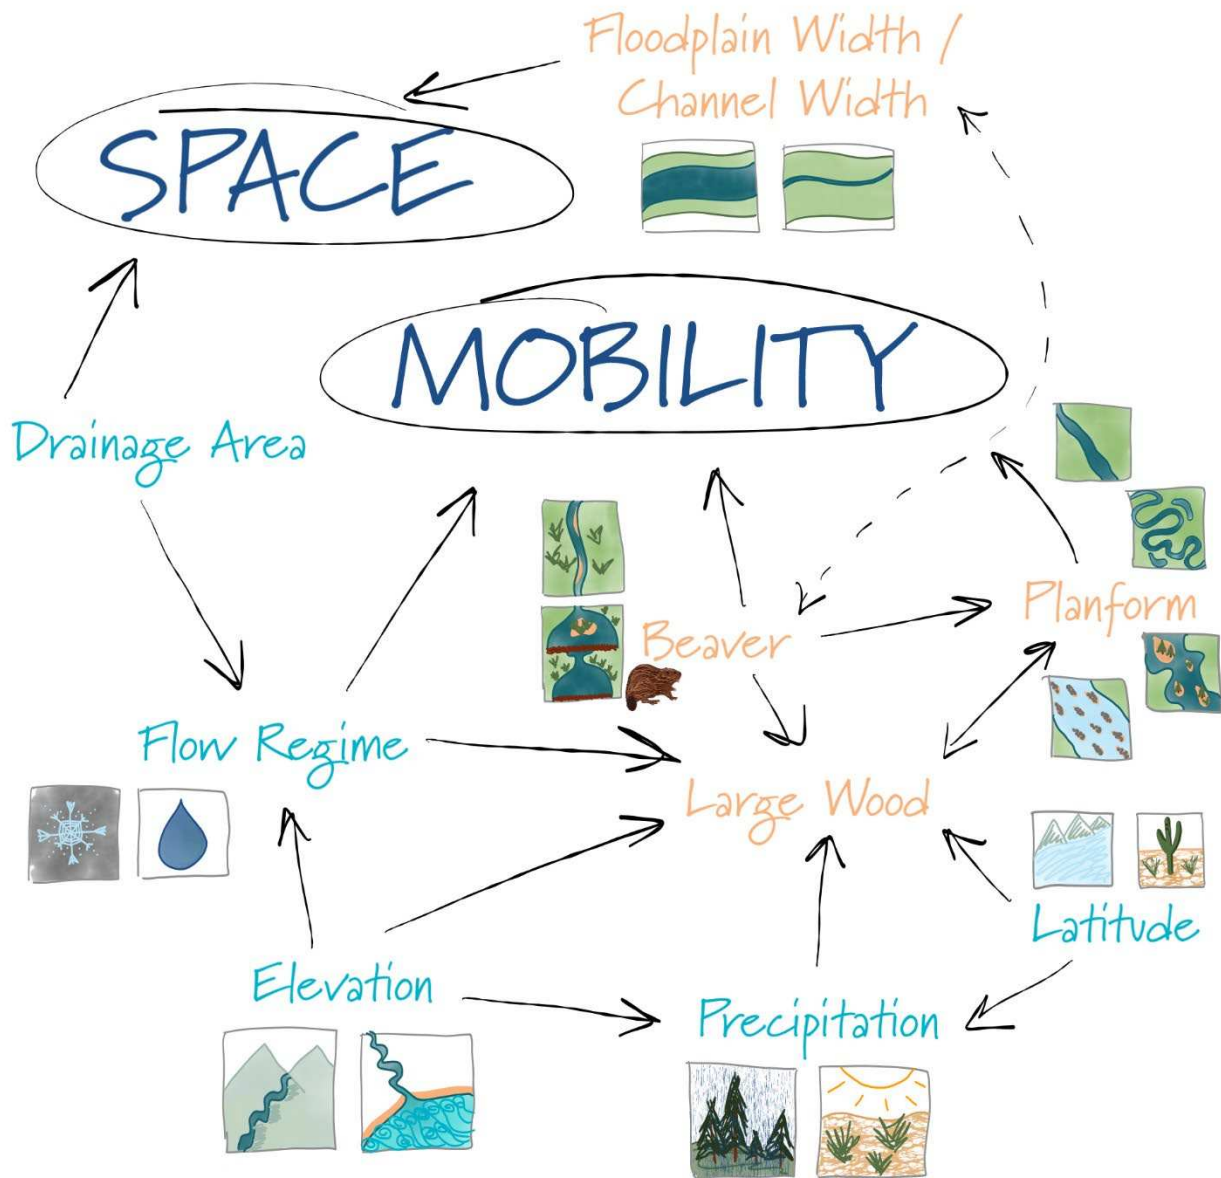 Floodplain Width /
Channel Width
SPACE
MOBILITY
Drainage Area
Beaver
Planform
Flow Regime
Large Wood
Latitude
Elevation
Precipitation